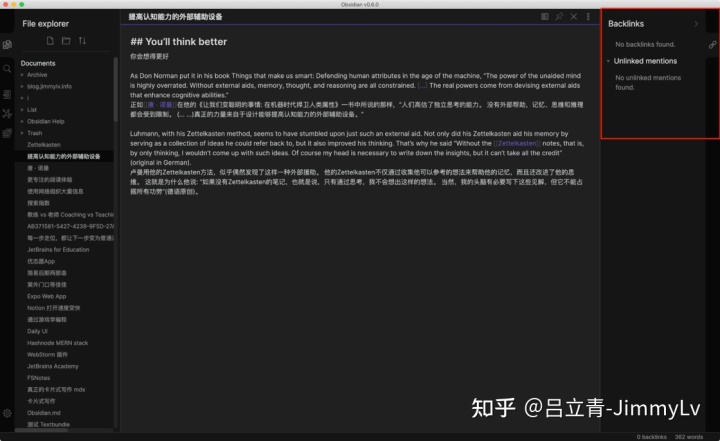 Obsidian v0.6.0
File explorer
Documents
Archive
blog.jimmylv.info
i
List
Obsidian Help
Trash
Zettelkasten
提高认知能力的外部辅助设备
唐 · 诺曼
更专注的阅读体验
使用网络组织大量信息
搜索指数
教练 vs 老师 Coaching vs Teachin
每一步走位，都让下一步变为普通
JetBrains for Education
优态圈App
Expo Web App
Notion 打开速度变快
通过游戏学编程
Daily UI
Hashnode MERN stack
WebStorm 插件
JetBrains Academy
FSNotes
真正的卡片式写作 mdx
卡片式写作
Obsidian.md
测试 Textbundle
提高认知能力的外部辅助设备
## You'll think better
你会想得更好
As Don Norman put it in his book Things that make us smart: Defending human attributes in the age of the machine, "The power of the unaided mind
is highly overrated. Without external aids, memory, thought, and reasoning are all constrained. [...] The real powers come from devising external aids
that enhance cognitive abilities."
正如[[唐 · 诺曼]]在他的《让我们变聪明的事情: 在机器时代捍卫人类属性》一书中所说的那样，"人们高估了独立思考的能力。 没有外部帮助，记忆、思维和推理
都会受到限制。 (... ...)真正的力量来自于设计能够提高认知能力的外部辅助设备。"
Luhmann, with his Zettelkasten method, seems to have stumbled upon just such an external aid. Not only did his Zettelkasten aid his memory by
serving as a collection of ideas he could refer back to, but it also improved his thinking. That's why he said "Without the [[Zettelkasten]] notes, that is,
by only thinking, I wouldn't come up with such ideas. Of course my head is necessary to write down the insights, but it can't take all the credit"
(original in German).
卢曼用他的Zettelkasten方法，似乎偶然发现了这样一种外部援助。 他的Zettelkasten不仅通过收集他可以参考的想法来帮助他的记忆，而且还改进了他的思
维。 这就是为什么他说: "如果没有Zettelkasten的笔记，也就是说，只有通过思考，我不会想出这样的想法。 当然，我的头脑有必要写下这些见解，但它不能占
据所有功劳"(德语原创)。
Backlinks
No backlinks found.
Unlinked mentions
No unlinked mentions
found.
知乎 @吕立青-JimmyLv
0 backlinks 362 words